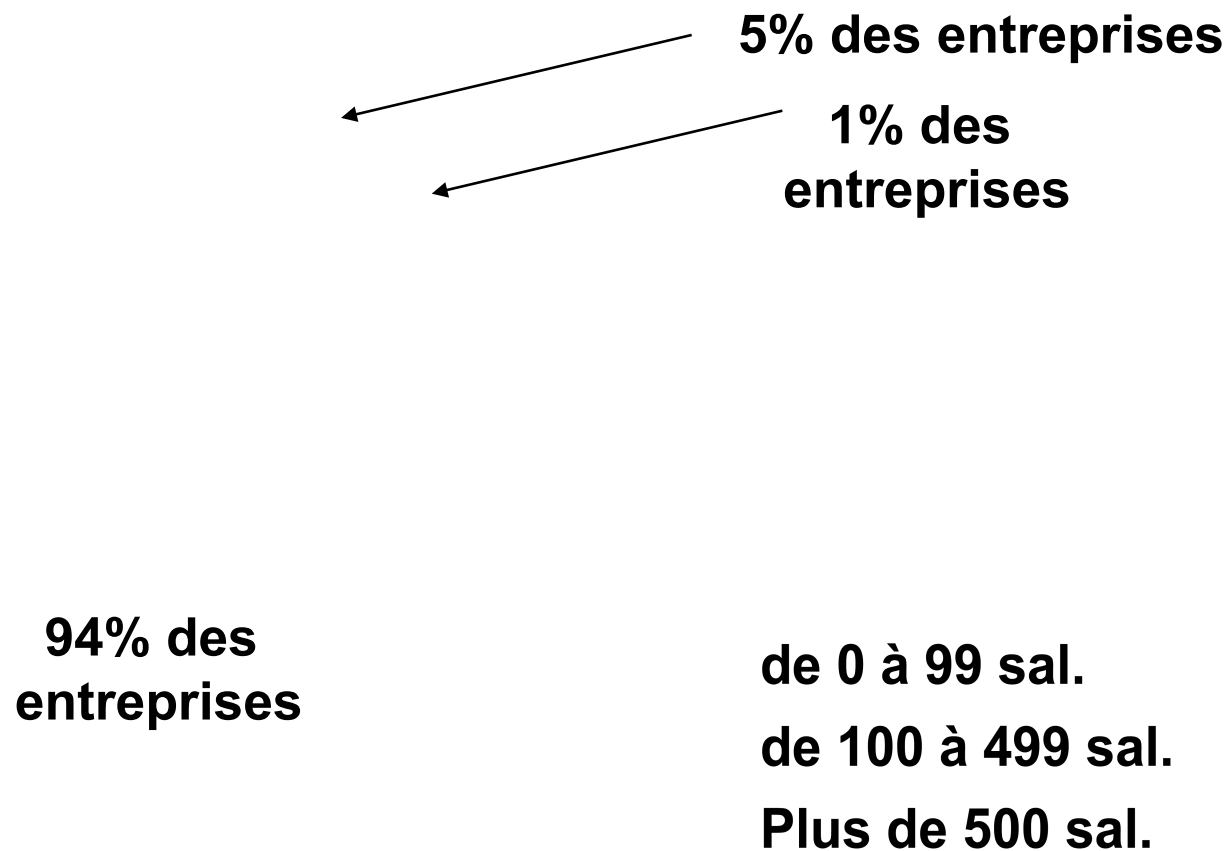 5% des entreprises
1% des
entreprises
94% des
entreprises
de 0 à 99 sal.
de 100 à 499 sal.
Plus de 500 sal.